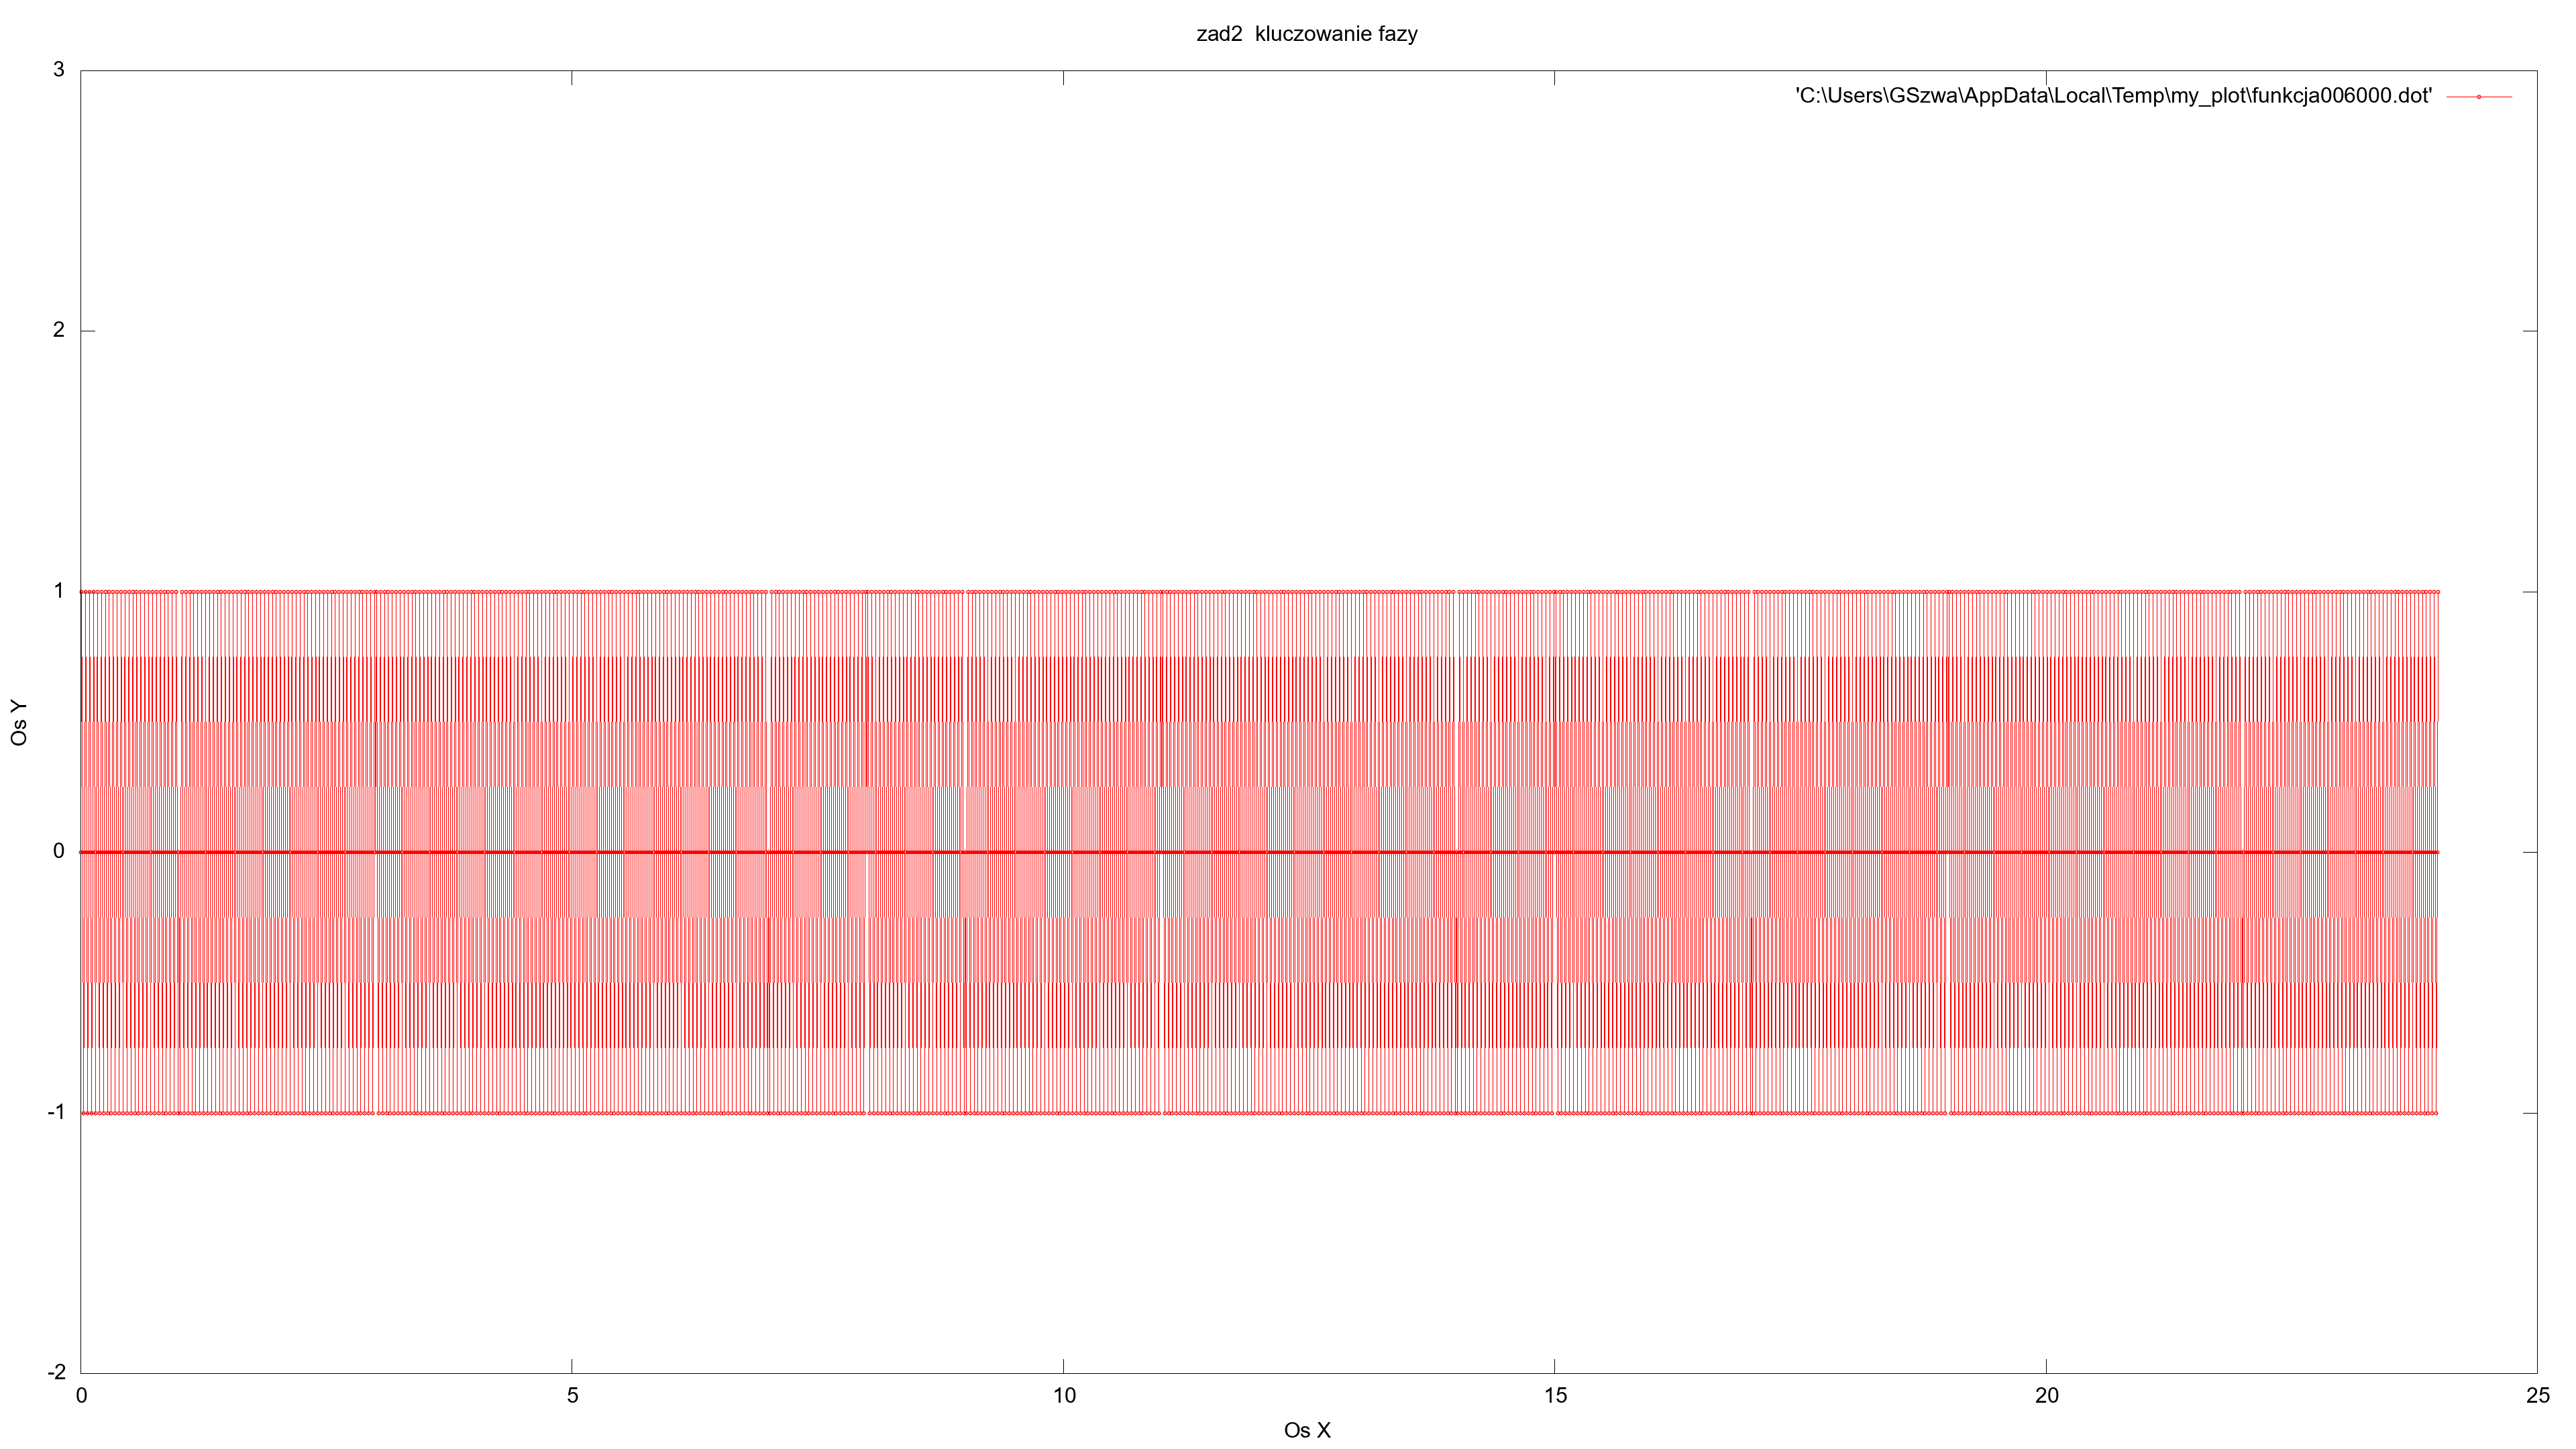 zad2  kluczowanie fazy
'C:\Users\GSzwa\AppData\Local\Temp\my_plot\funkcja006000.dot'
3
2
1
0
-1
-2
Os Y
0 5 10 15 20 25
Os X